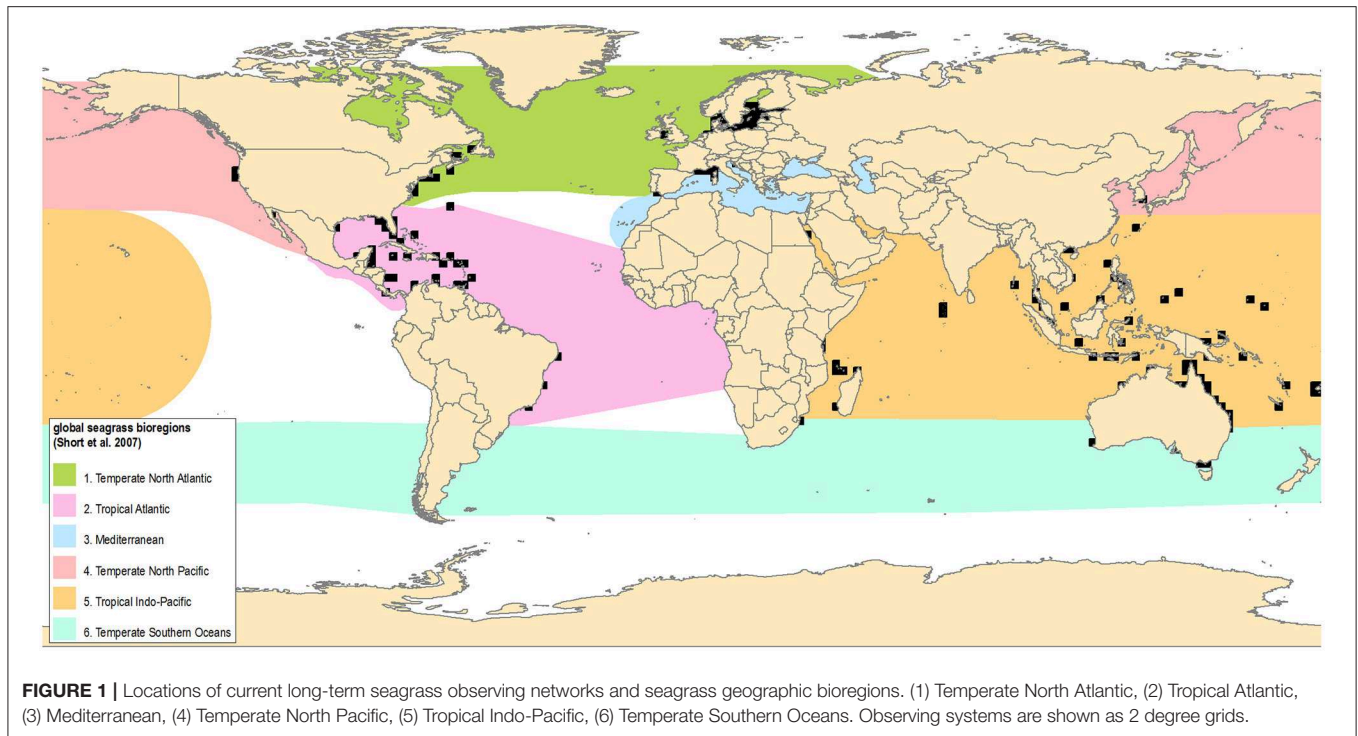 global seagrass bioregions
(Short et al. 2007)
1. Temperate North Atlantic
2. Tropical Atlantic
3. Mediterranean
4. Temperate North Pacific
5. Tropical Indo-Pacific
6. Temperate Southern Oceans
FIGURE 1 | Locations of current long-term seagrass observing networks and seagrass geographic bioregions. (1) Temperate North Atlantic, (2) Tropical Atlantic,
(3) Mediterranean, (4) Temperate North Pacific, (5) Tropical Indo-Pacific, (6) Temperate Southern Oceans. Observing systems are shown as 2 degree grids.